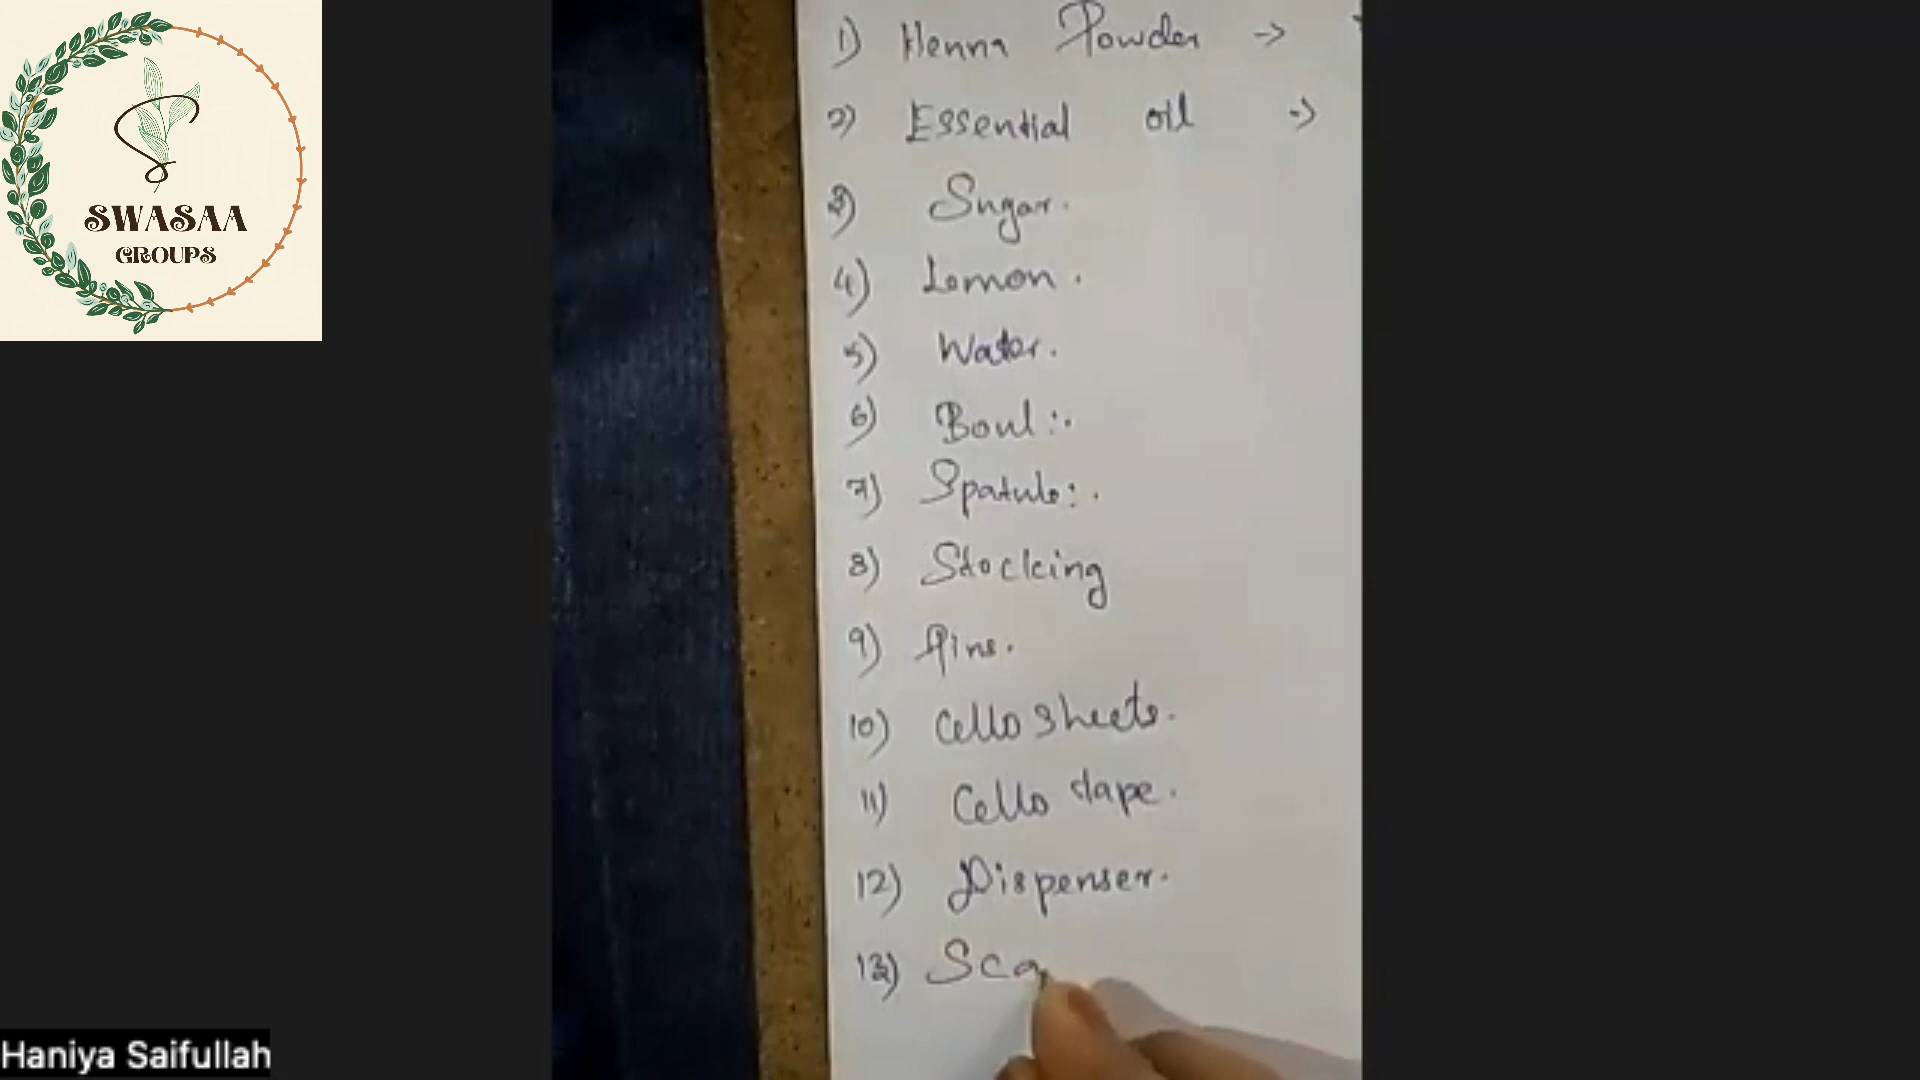 SWASAA
GROUPS
1) Henna Powder ->
2) Essential oil ->
3) Sugar.
4) Lemon.
5) Water.
6) Boul:.
7) Spatula:.
8) Stocking
9) Pins.
10) Cello sheets.
11) Cello tape.
12) Dispenser.
13) Sca
Haniya Saifullah